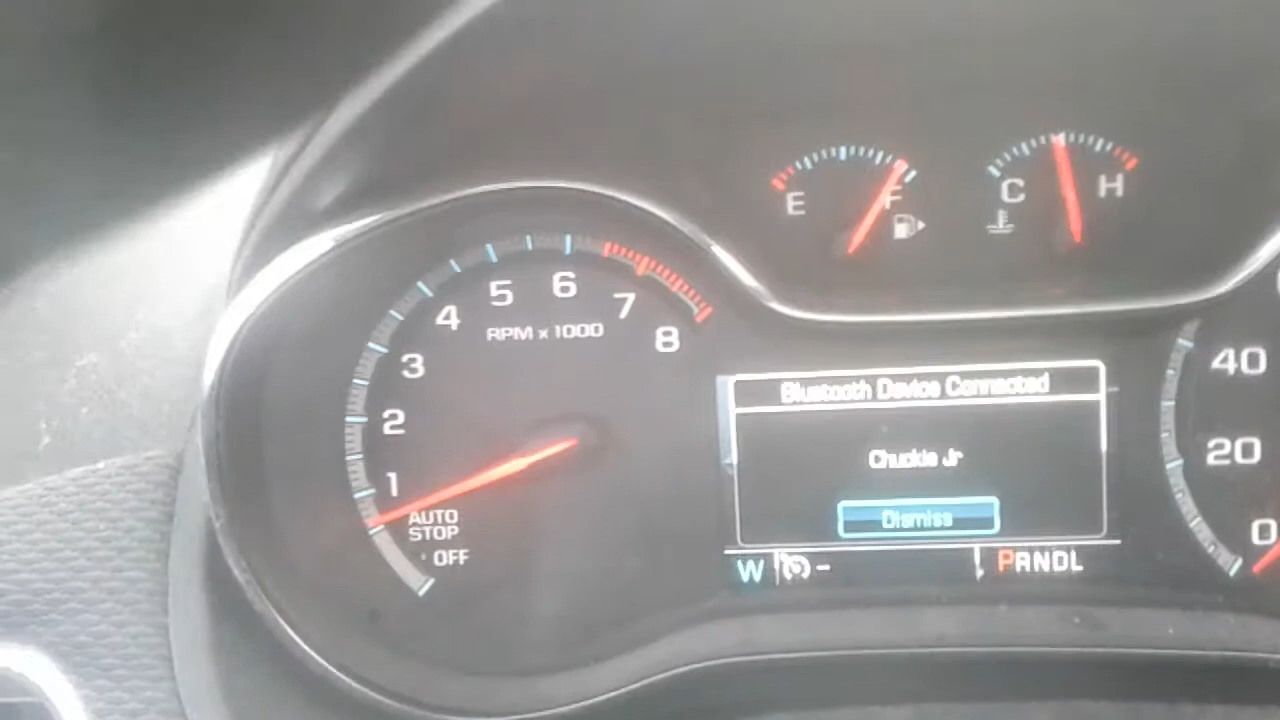 E
F
C
H
8
7
6
5
4
3
2
1
RPM x 1000
AUTO
STOP
OFF
Bluetooth Device Connected
Chuckie Jr
Dismiss
W
PRNDL
40
20
0